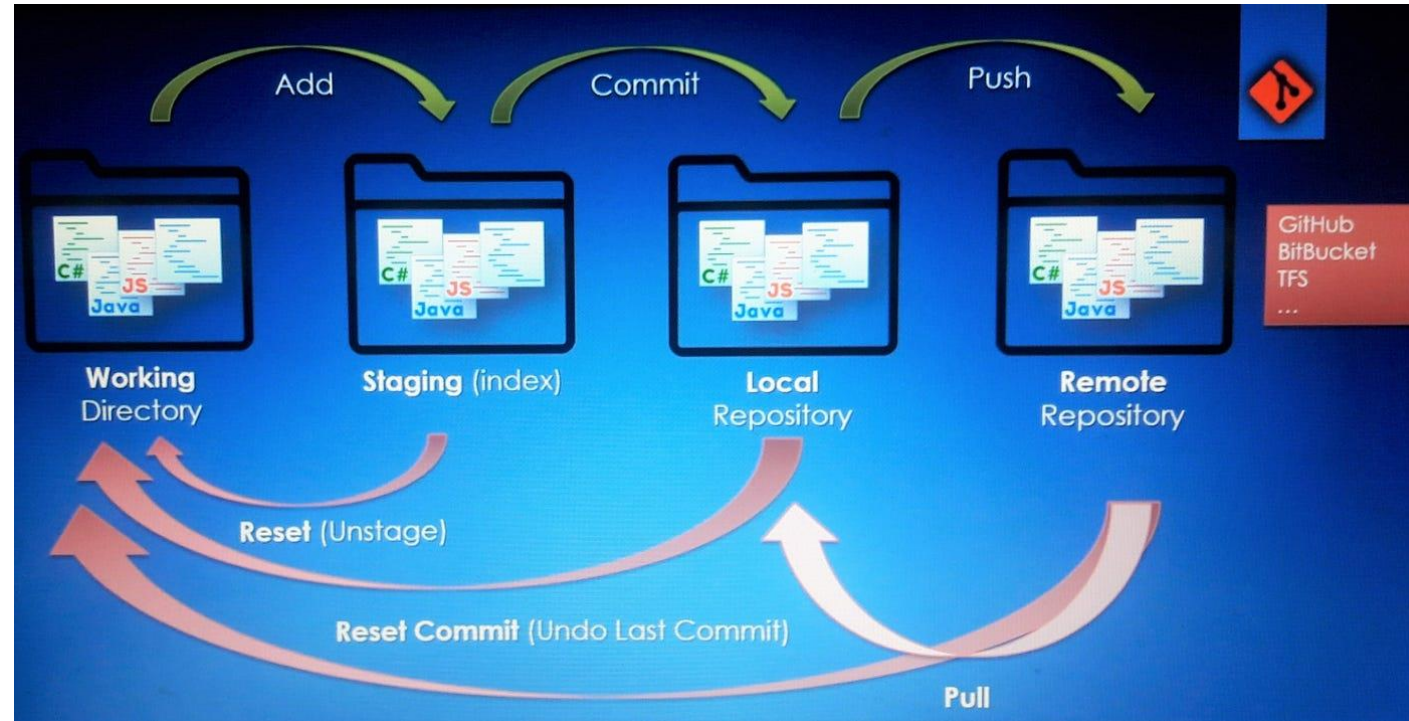 Add
Commit
Push
C#
JS
Java
C#
JS
Java
C#
JS
Java
C#
JS
Java
GitHub
BitBucket
TFS
...
Working
Directory
Staging (index)
Local
Repository
Remote
Repository
Reset (Unstage)
Reset Commit (Undo Last Commit)
Pull